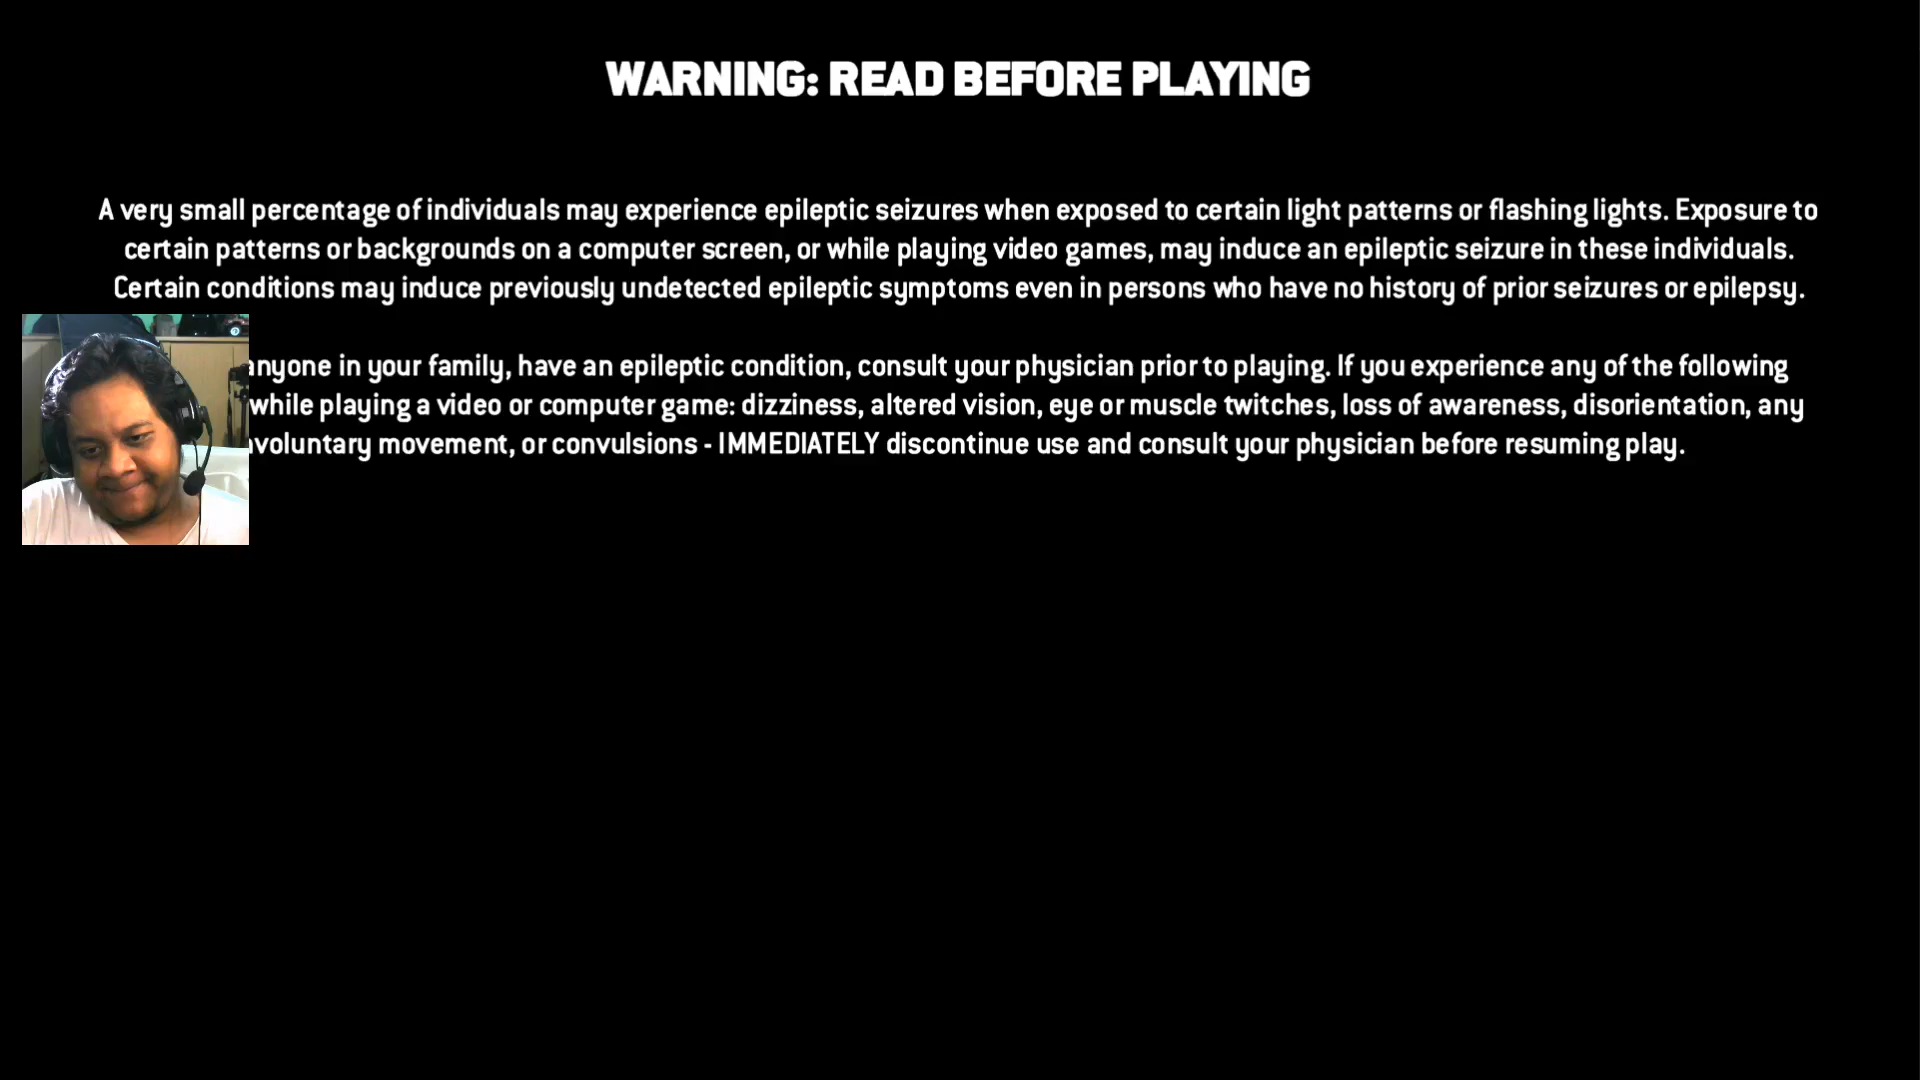 WARNING: READ BEFORE PLAYING
A very small percentage of individuals may experience epileptic seizures when exposed to certain light patterns or flashing lights. Exposure to
certain patterns or backgrounds on a computer screen, or while playing video games, may induce an epileptic seizure in these individuals.
Certain conditions may induce previously undetected epileptic symptoms even in persons who have no history of prior seizures or epilepsy.
anyone in your family, have an epileptic condition, consult your physician prior to playing. If you experience any of the following
while playing a video or computer game: dizziness, altered vision, eye or muscle twitches, loss of awareness, disorientation, any
nvoluntary movement, or convulsions - IMMEDIATELY discontinue use and consult your physician before resuming play.